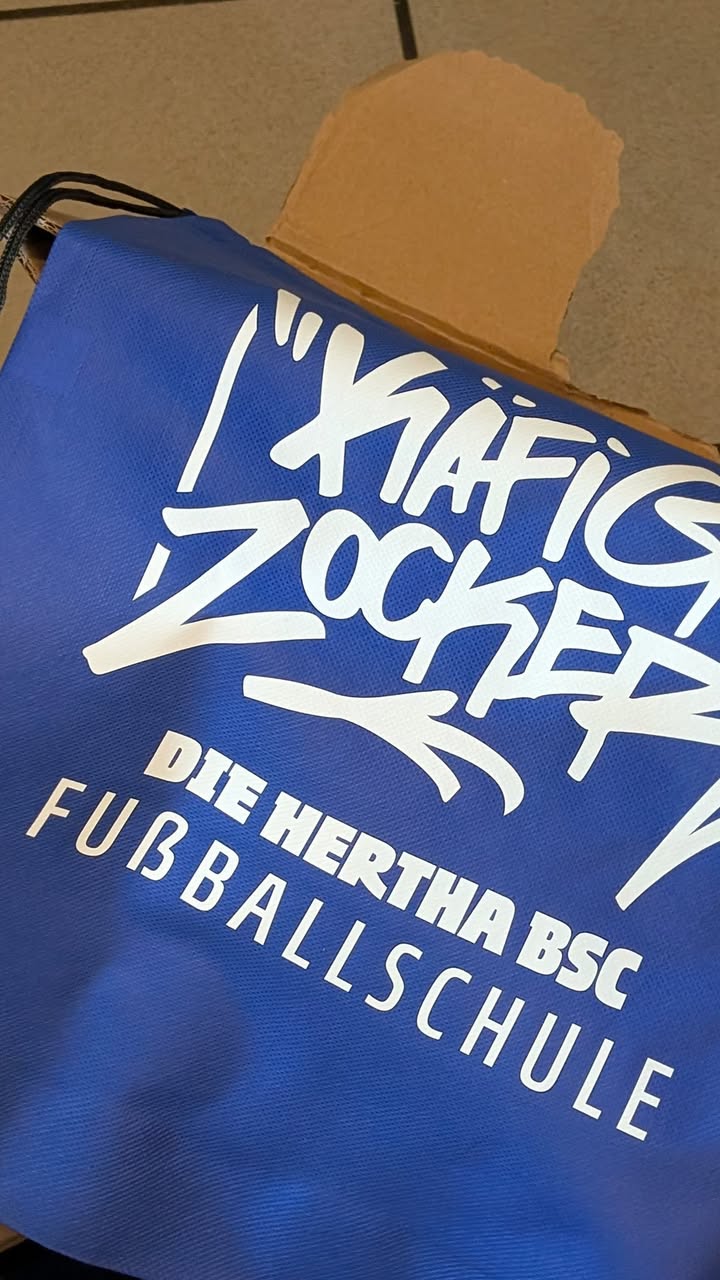 "KÄFIG
ZOCKER
DIE HERTHA BSC
FUßBALLSCHULE